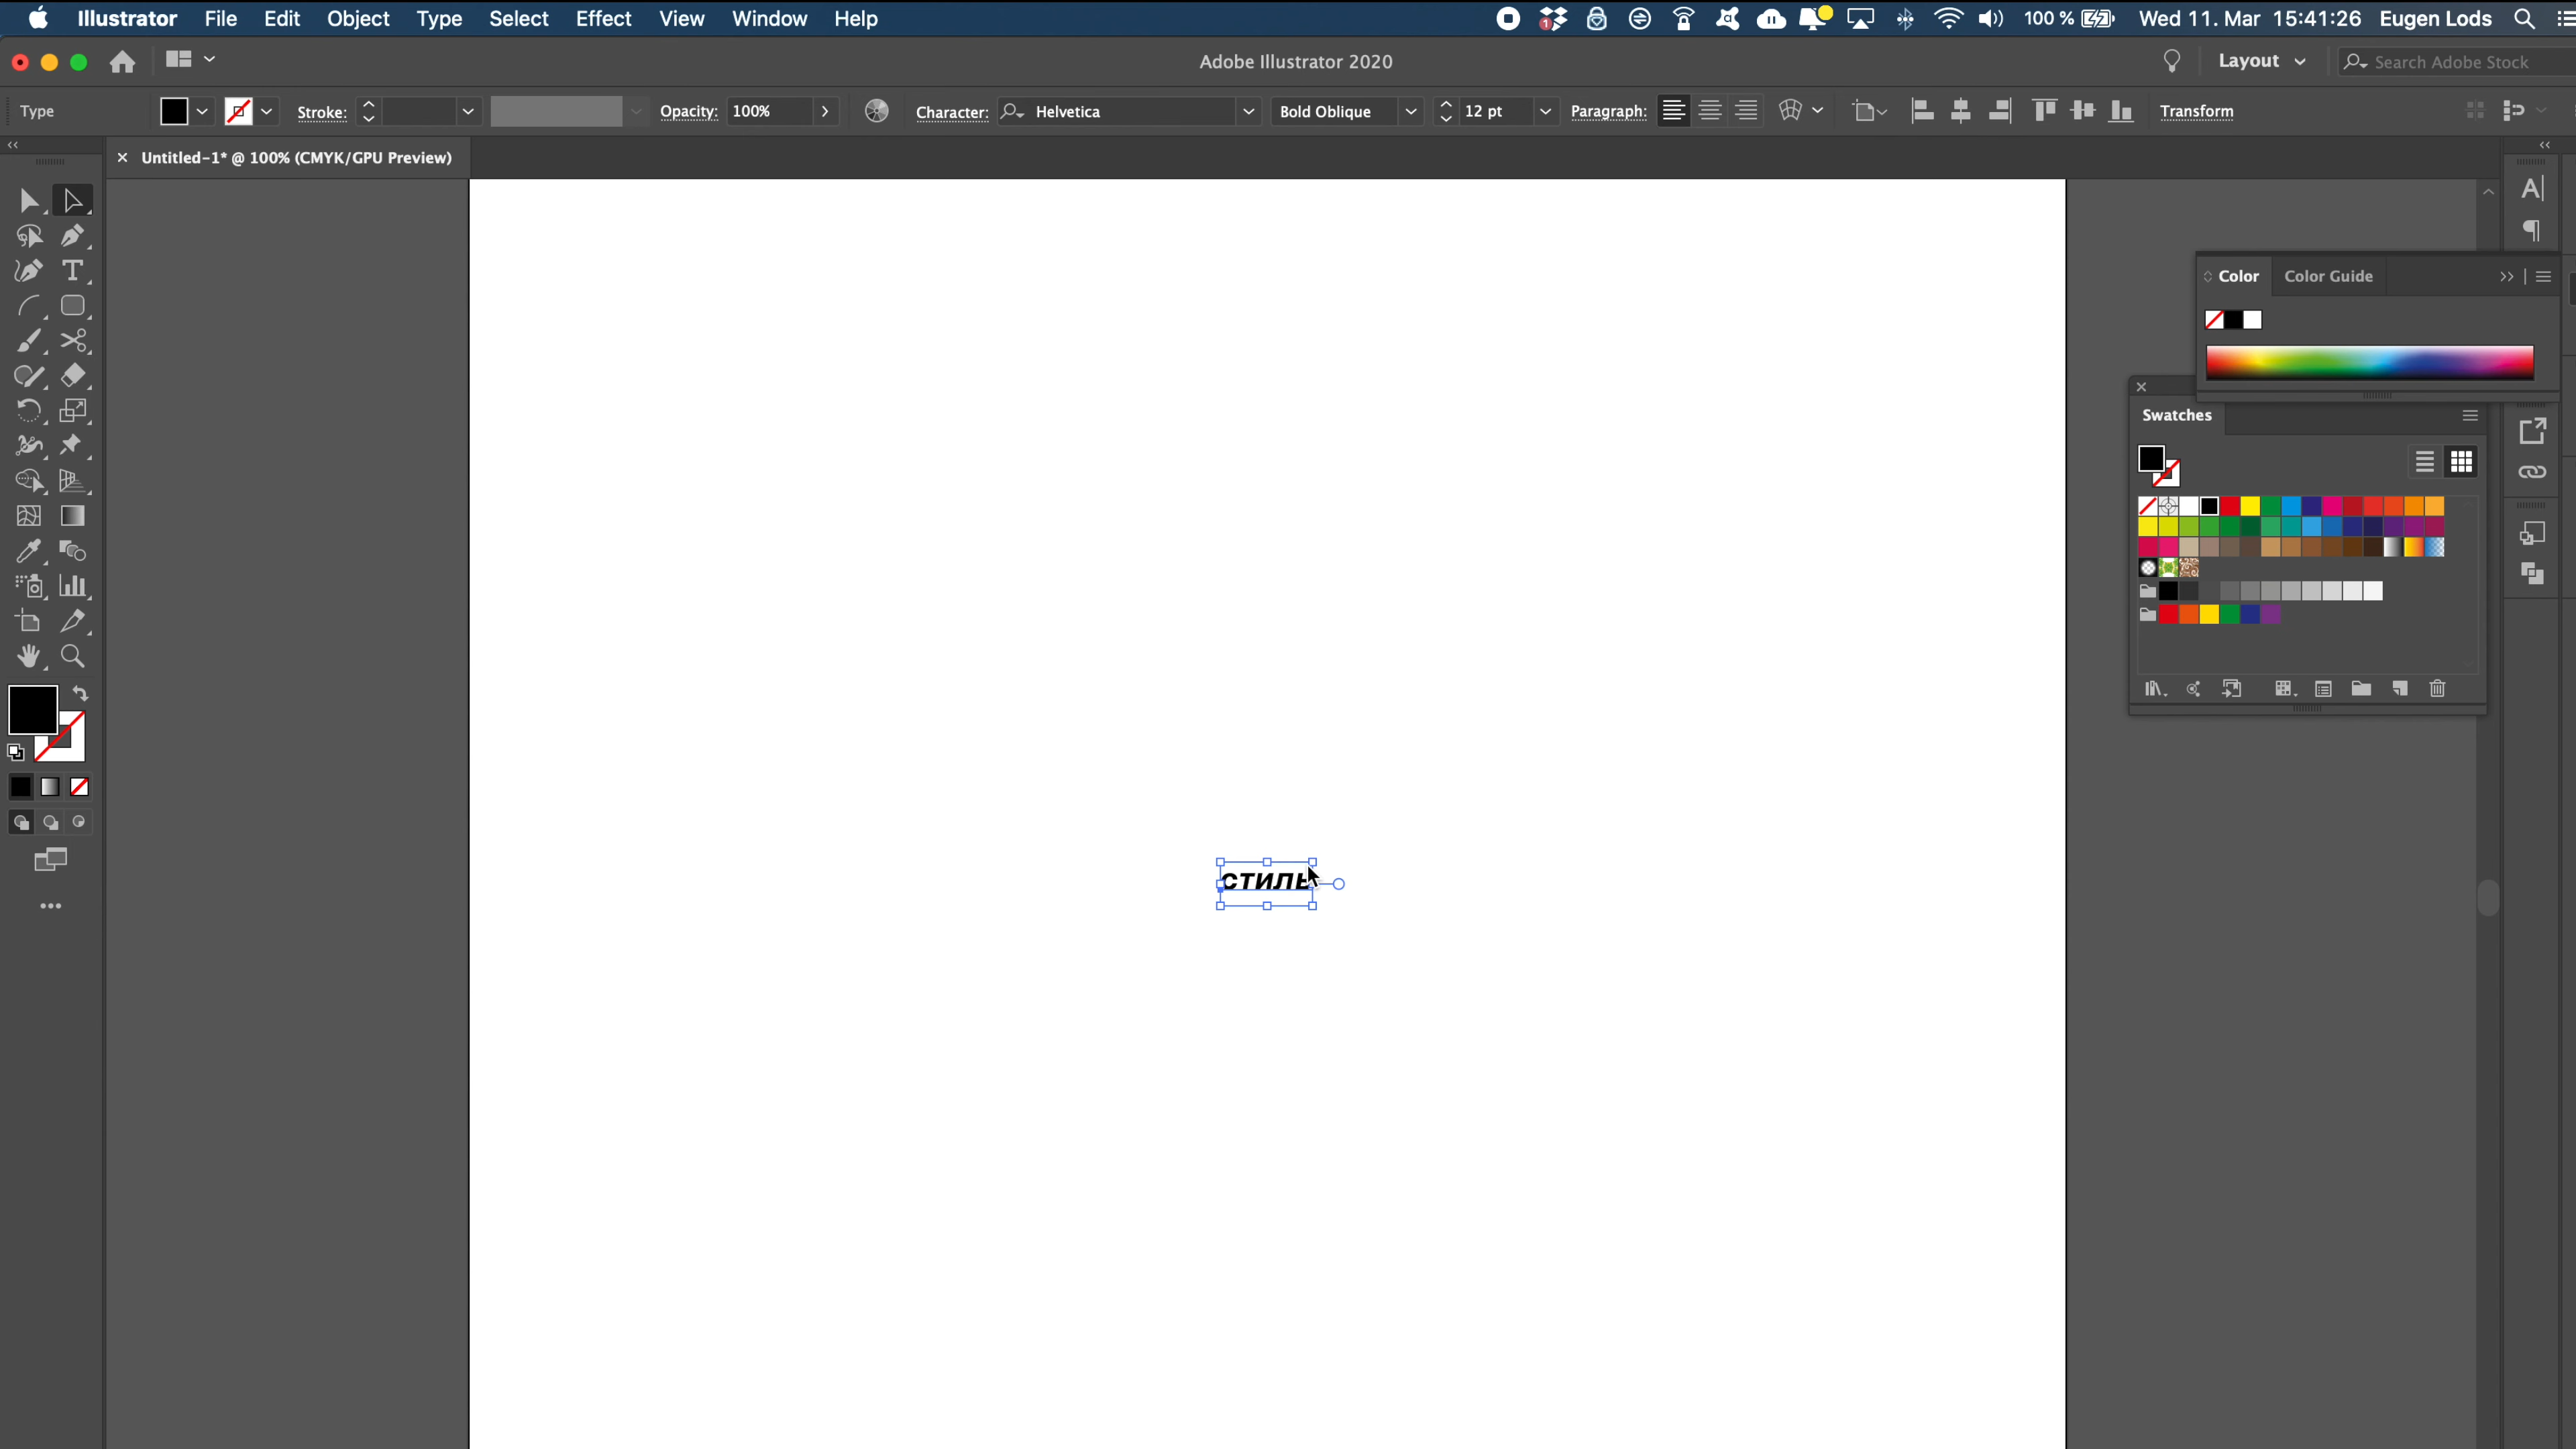 Illustrator File Edit Object Type Select Effect View Window Help 1 100 % Wed 11. Mar 15:41:26 Eugen Lods
Adobe Illustrator 2020 Layout Search Adobe Stock
Type Stroke: Opacity: 100% Character: Helvetica Bold Oblique 12 pt Paragraph: Transform
Untitled-1* @ 100% (CMYK/GPU Preview)
Color Color Guide
Swatches
стиль